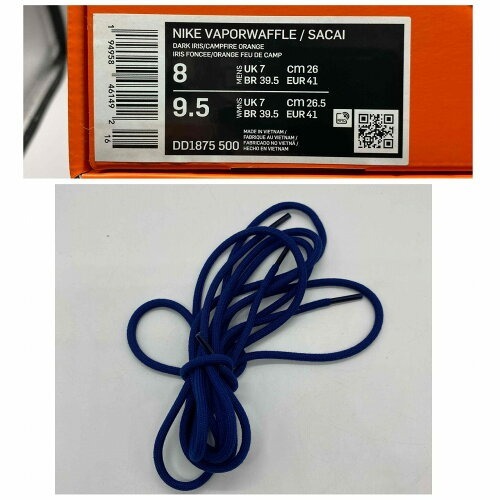 NIKE VAPORWAFFLE / SACAI
DARK IRIS/CAMPFIRE ORANGE
IRIS FONCEE/ORANGE FEU DE CAMP
8 MENS UK 7 CM 26
BR 39.5 EUR 41
9.5 WMNS UK 7 CM 26.5
BR 39.5 EUR 41
DD1875 500
MADE IN VIETNAM /
FABRIQUE AU VIETNAM /
FABRICADO NO VIETNÃ /
HECHO EN VIETNAM
1 94958 46149 2
16